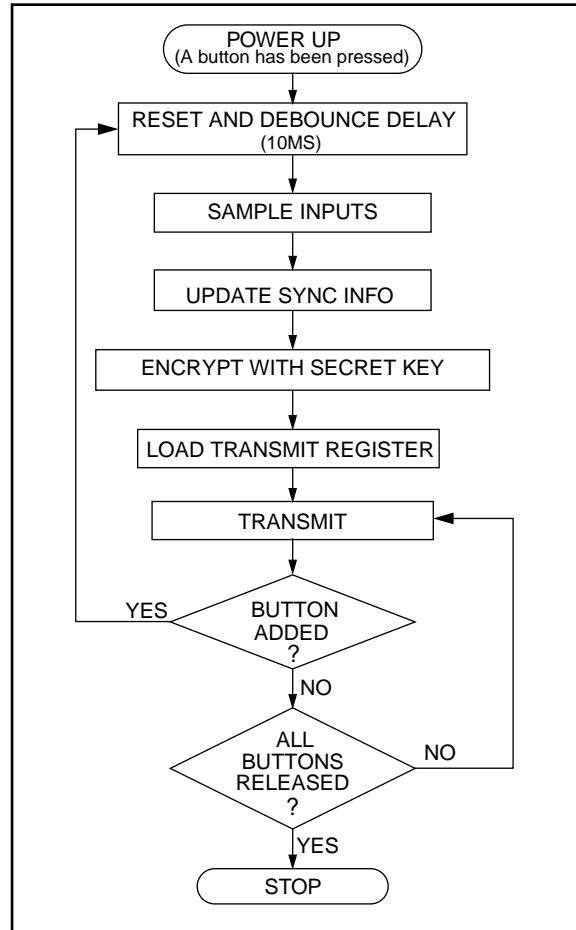 POWER UP
(A button has been pressed)
RESET AND DEBOUNCE DELAY
(10MS)
SAMPLE INPUTS
UPDATE SYNC INFO
ENCRYPT WITH SECRET KEY
LOAD TRANSMIT REGISTER
TRANSMIT
YES
BUTTON
ADDED
?
NO
ALL
BUTTONS
RELEASED
?
NO
YES
STOP